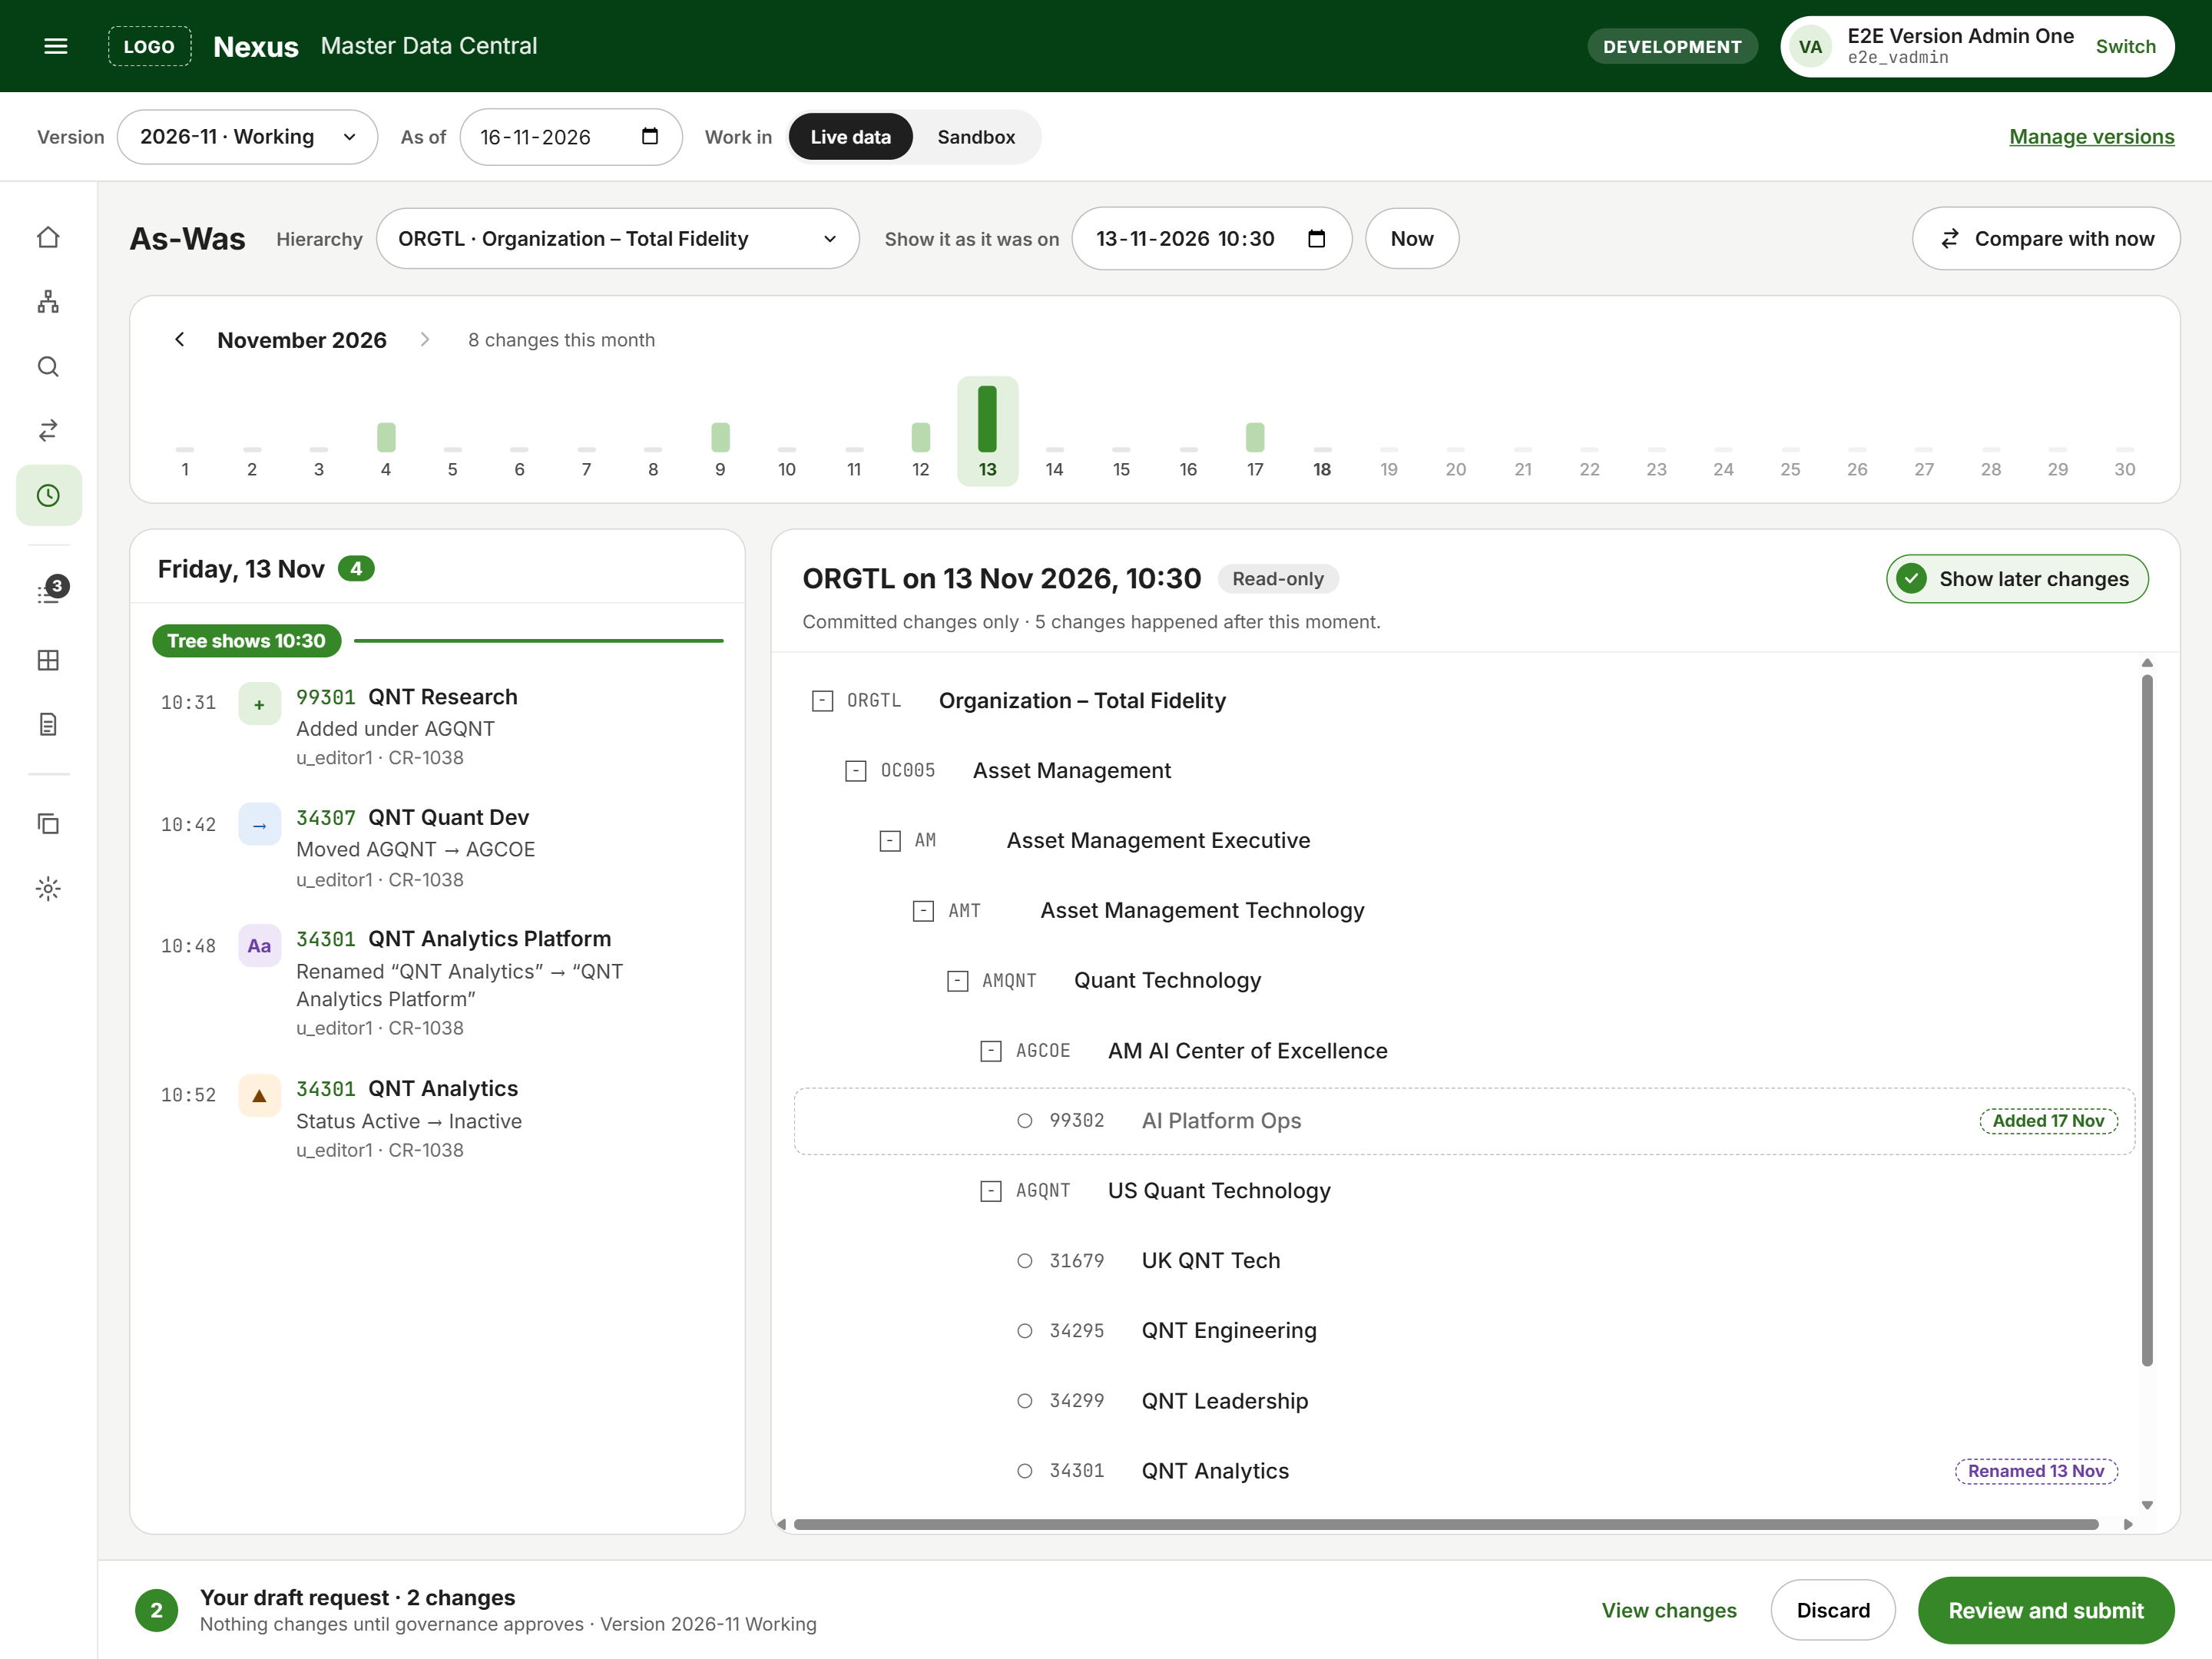 LOGO Nexus Master Data Central DEVELOPMENT VA E2E Version Admin One Switch
e2e_vadmin
Version 2026-11 · Working As of 16-11-2026 Work in Live data Sandbox Manage versions
As-Was Hierarchy ORGTL · Organization – Total Fidelity Show it as it was on 13-11-2026 10:30 Now Compare with now
November 2026 8 changes this month
1 2 3 4 5 6 7 8 9 10 11 12 13 14 15 16 17 18 19 20 21 22 23 24 25 26 27 28 29 30
3
Friday, 13 Nov 4
Tree shows 10:30
10:31 + 99301 QNT Research
Added under AGQNT
u_editor1 · CR-1038
10:42 → 34307 QNT Quant Dev
Moved AGQNT → AGCOE
u_editor1 · CR-1038
10:48 Aa 34301 QNT Analytics Platform
Renamed “QNT Analytics” → “QNT
Analytics Platform”
u_editor1 · CR-1038
10:52 ▲ 34301 QNT Analytics
Status Active → Inactive
u_editor1 · CR-1038
ORGTL on 13 Nov 2026, 10:30 Read-only Show later changes
Committed changes only · 5 changes happened after this moment.
ORGTL Organization – Total Fidelity
OC005 Asset Management
AM Asset Management Executive
AMT Asset Management Technology
AMQNT Quant Technology
AGCOE AM AI Center of Excellence
99302 AI Platform Ops Added 17 Nov
AGQNT US Quant Technology
31679 UK QNT Tech
34295 QNT Engineering
34299 QNT Leadership
34301 QNT Analytics Renamed 13 Nov
2 Your draft request · 2 changes
Nothing changes until governance approves · Version 2026-11 Working
View changes Discard Review and submit